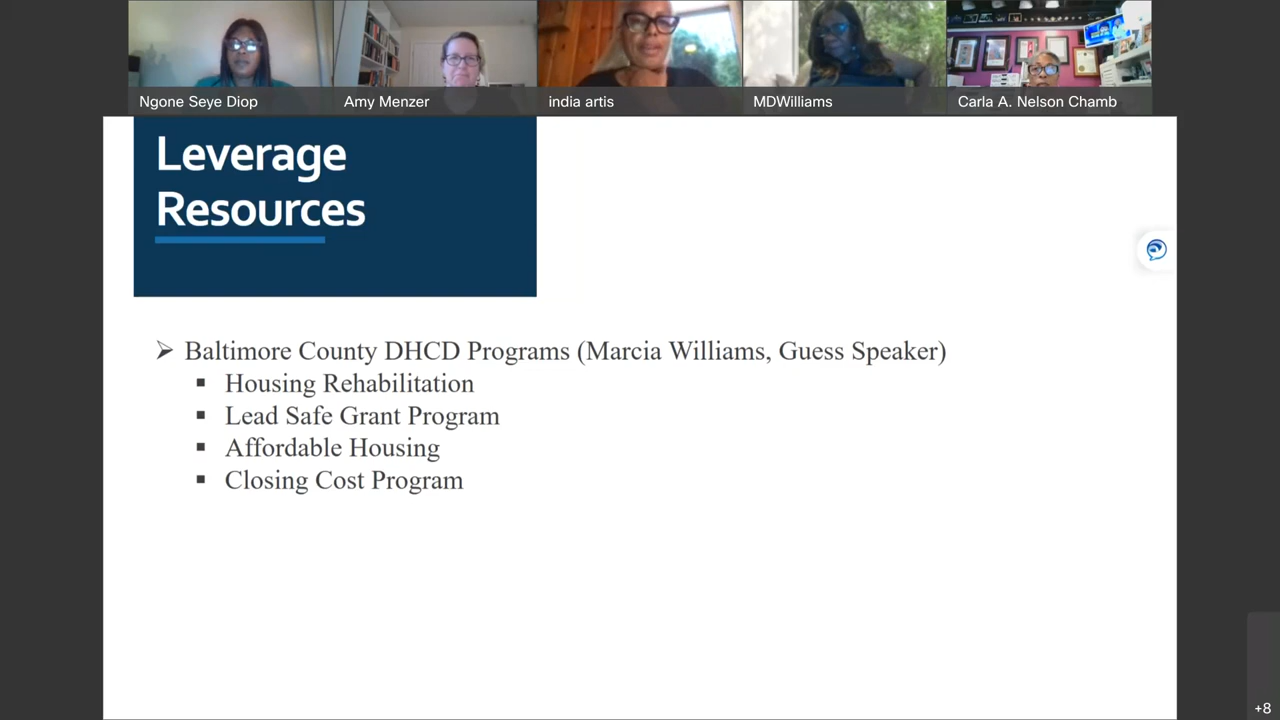 Ngone Seye Diop
Amy Menzer
india artis
MDWilliams
Carla A. Nelson Chamb
Leverage
Resources
➢ Baltimore County DHCD Programs (Marcia Williams, Guess Speaker)
▪ Housing Rehabilitation
▪ Lead Safe Grant Program
▪ Affordable Housing
▪ Closing Cost Program
+8